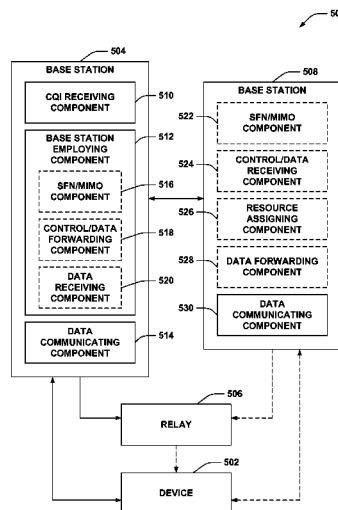 50
504
BASE STATION
CQI RECEIVING
COMPONENT
510
BASE STATION
EMPLOYING
COMPONENT
512
SFN/MIMO
COMPONENT
516
CONTROL/DATA
FORWARDING
COMPONENT
518
DATA
RECEIVING
COMPONENT
520
DATA
COMMUNICATING
COMPONENT
514
508
BASE STATION
522
SFN/MIMO
COMPONENT
524
CONTROL/DATA
RECEIVING
COMPONENT
526
RESOURCE
ASSIGNING
COMPONENT
528
DATA FORWARDING
COMPONENT
530
DATA
COMMUNICATING
COMPONENT
506
RELAY
502
DEVICE